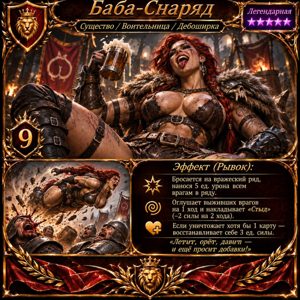 Баба-Снаряд
Легендарная
Существо / Воительница / Дебоширка
9
Эффект (Рывок):
Бросается на вражеский ряд,
нанося 5 ед. урона всем
врагам в ряду.
Оглушает выживших врагов
на 1 ход и накладывает «Стыд»
(–2 силы на 2 хода).
Если уничтожает хотя бы 1 карту —
восстанавливает себе 3 ед. силы.
"Летит, орёт, давит —
и ещё просит добавки!"